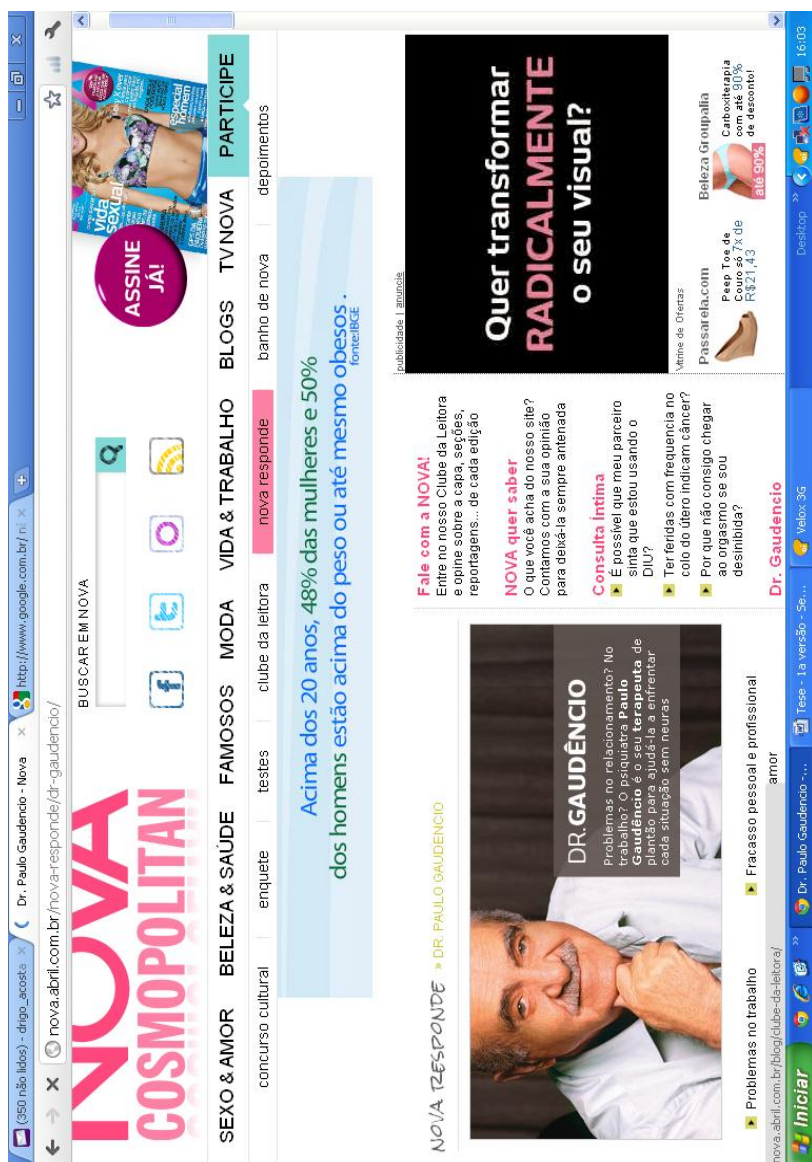 (350 não lidos) - drigo_acosta
Dr. Paulo Gaudencio - Nova
http://www.google.com.br/
nova.abril.com.br/nova-responde/dr-gaudencio/
NOVA
COSMOPOLITAN
BUSCAR EM NOVA
ASSINE
JÁ!
vida
sexual
especial
homem
SEXO & AMOR BELEZA & SAÚDE FAMOSOS MODA VIDA & TRABALHO BLOGS TV NOVA PARTICIPE
concurso cultural enquete testes clube da leitora nova responde banho de nova depoimentos
Acima dos 20 anos, 48% das mulheres e 50%
dos homens estão acima do peso ou até mesmo obesos .
fonte:IBGE
NOVA RESPONDE » DR. PAULO GAUDENCIO
DR.GAUDÊNCIO
Problemas no relacionamento? No
trabalho? O psiquiatra Paulo
Gaudêncio é o seu terapeuta de
plantão para ajudá-la a enfrentar
cada situação sem neuras
Problemas no trabalho
Fracasso pessoal e profissional
amor
Fale com a NOVA!
Entre no nosso Clube da Leitora
e opine sobre a capa, seções,
reportagens... de cada edição
NOVA quer saber
O que você acha do nosso site?
Contamos com a sua opinião
para deixá-la sempre antenada
Consulta Íntima
É possível que meu parceiro
sinta que estou usando o
DIU?
Ter feridas com frequencia no
colo do útero indicam câncer?
Por que não consigo chegar
ao orgasmo se sou
desinibida?
Dr. Gaudencio
publicidade | anuncie
Quer transformar
RADICALMENTE
o seu visual?
Vitrine de Ofertas
Passarela.com
Peep Toe de
Couro só 7x de
R$21,43
Beleza Groupalia
Carboxiterapia
com até 90%
de desconto!
até 90%
nova.abril.com.br/blog/clube-da-leitora/
Iniciar
Dr. Paulo Gaudencio -...
Tese - 1a versão - Se...
Velox 3G
Desktop
16:03